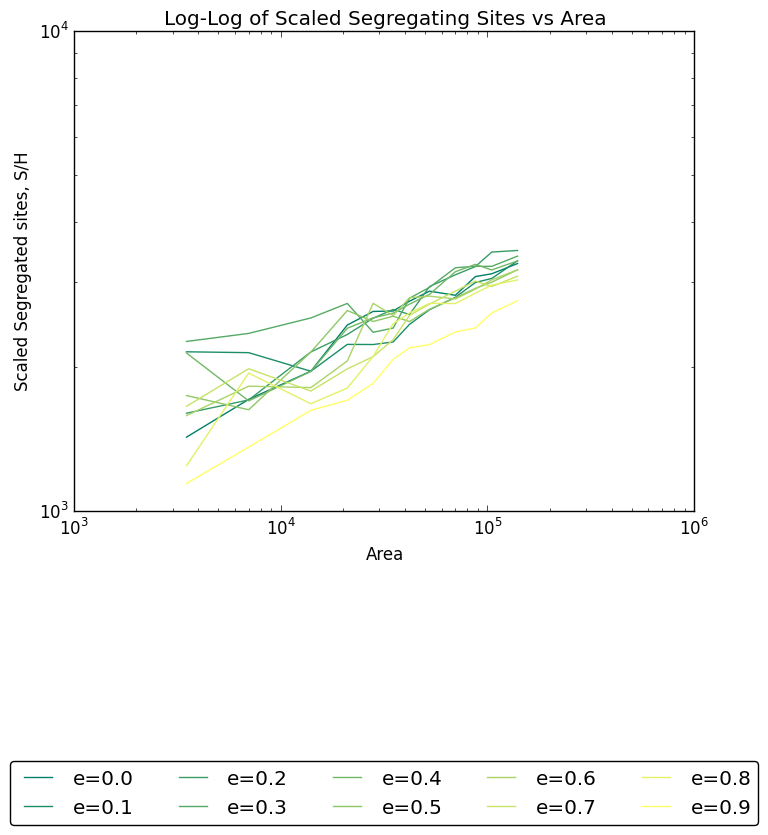 Log-Log of Scaled Segregating Sites vs Area
10^4
10^3
Scaled Segregated sites, S/H
10^3 10^4 10^5 10^6
Area
e=0.0 e=0.2 e=0.4 e=0.6 e=0.8
e=0.1 e=0.3 e=0.5 e=0.7 e=0.9